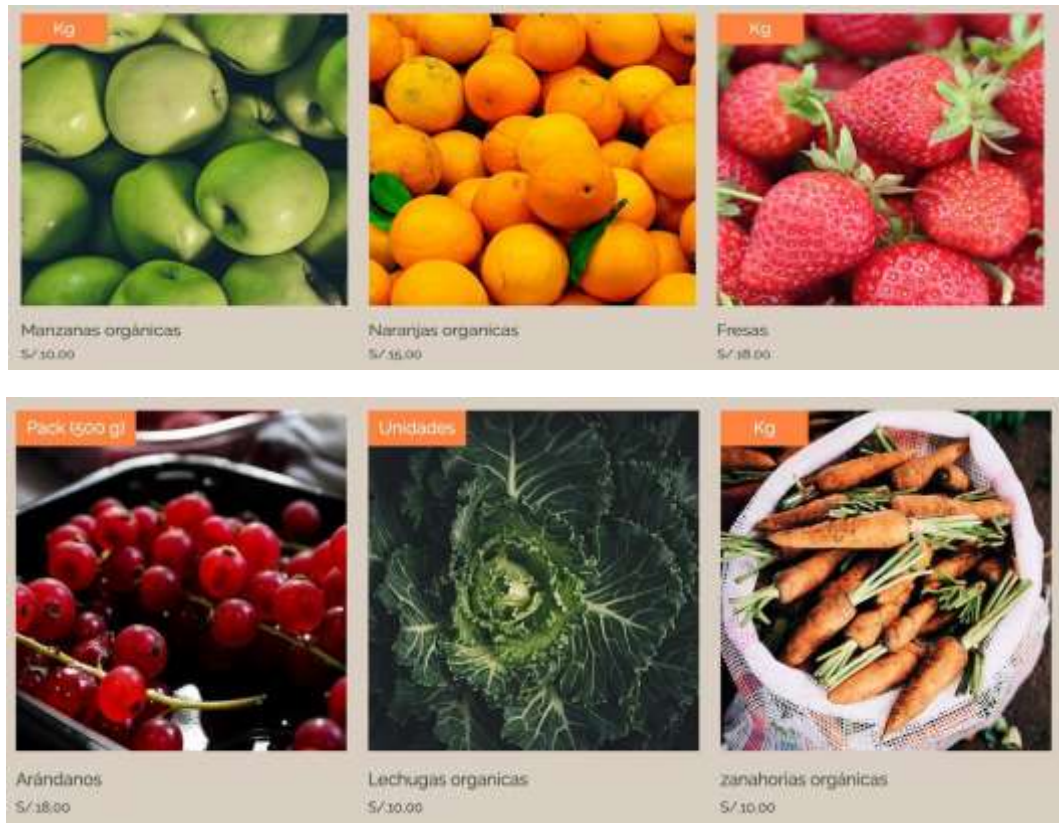 Kg
Kg
Manzanas orgánicas
Naranjas organicas
Fresas
S/.10.00
S/.15.00
S/.18.00
Pack (500 g)
Unidades
Kg
Arándanos
Lechugas organicas
zanahorias orgánicas
S/.18.00
S/.10.00
S/.10.00